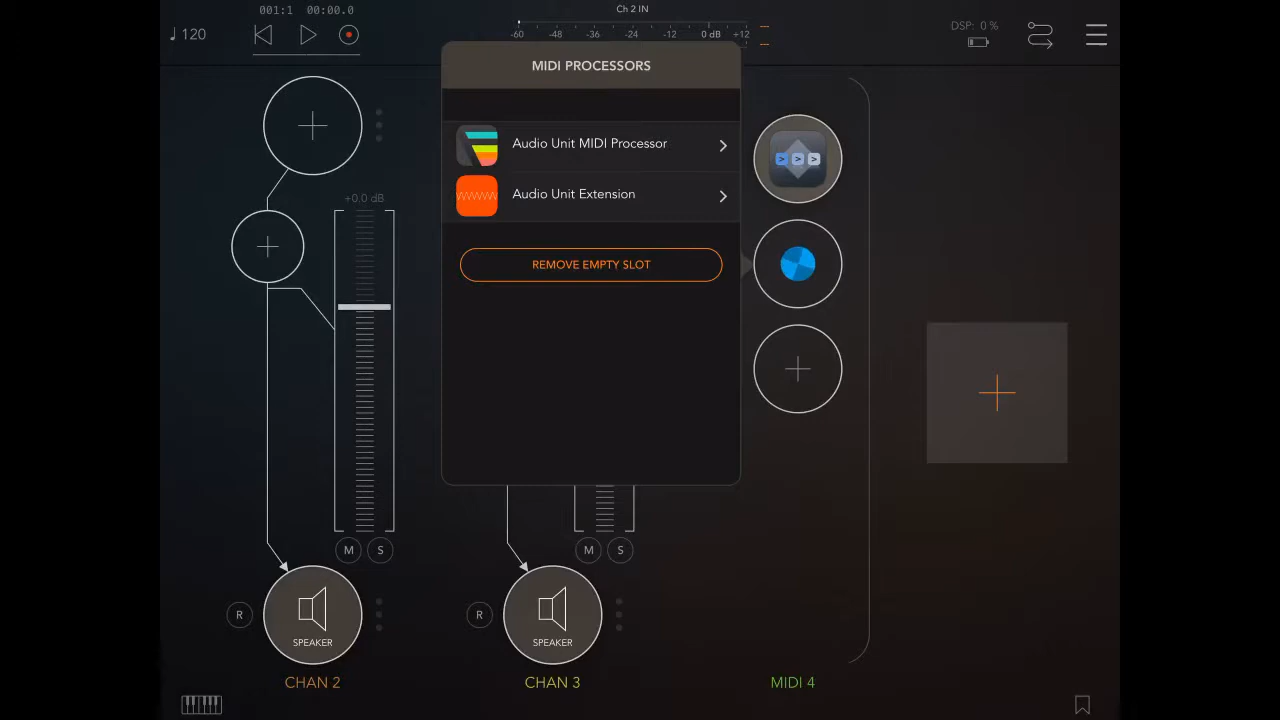 001:1 00:00.0
Ch 2 IN
120
-60 -48 -36 -24 -12 0 dB +12
DSP: 0 %
MIDI PROCESSORS
Audio Unit MIDI Processor
> > >
Audio Unit Extension
+0.0 dB
REMOVE EMPTY SLOT
M S
M S
R
SPEAKER
R
SPEAKER
CHAN 2
CHAN 3
MIDI 4